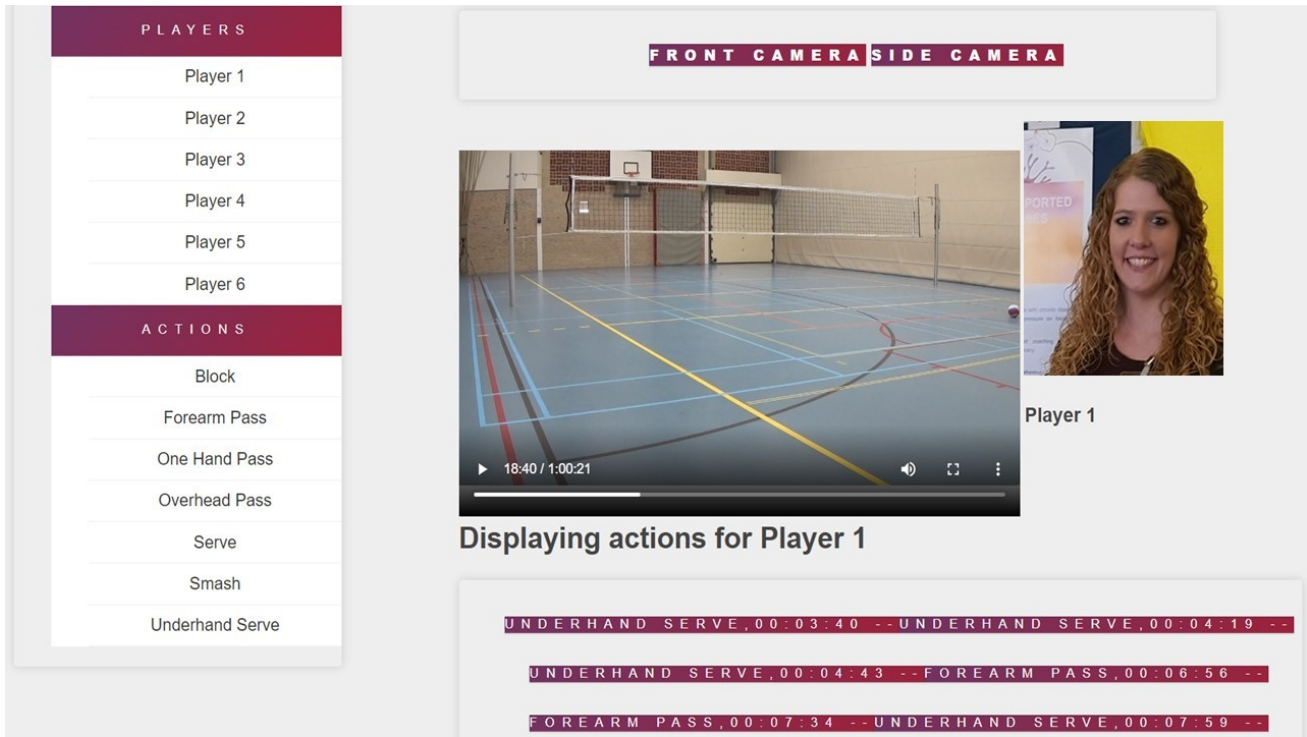 PLAYERS
Player 1
Player 2
Player 3
Player 4
Player 5
Player 6
ACTIONS
Block
Forearm Pass
One Hand Pass
Overhead Pass
Serve
Smash
Underhand Serve
FRONT CAMERA SIDE CAMERA
18:40 / 1:00:21
PORTED
Player 1
Displaying actions for Player 1
UNDERHAND SERVE,00:03:40 --UNDERHAND SERVE,00:04:19 --
UNDERHAND SERVE,00:04:43 --FOREARM PASS,00:06:56 --
FOREARM PASS,00:07:34 --UNDERHAND SERVE,00:07:59 --